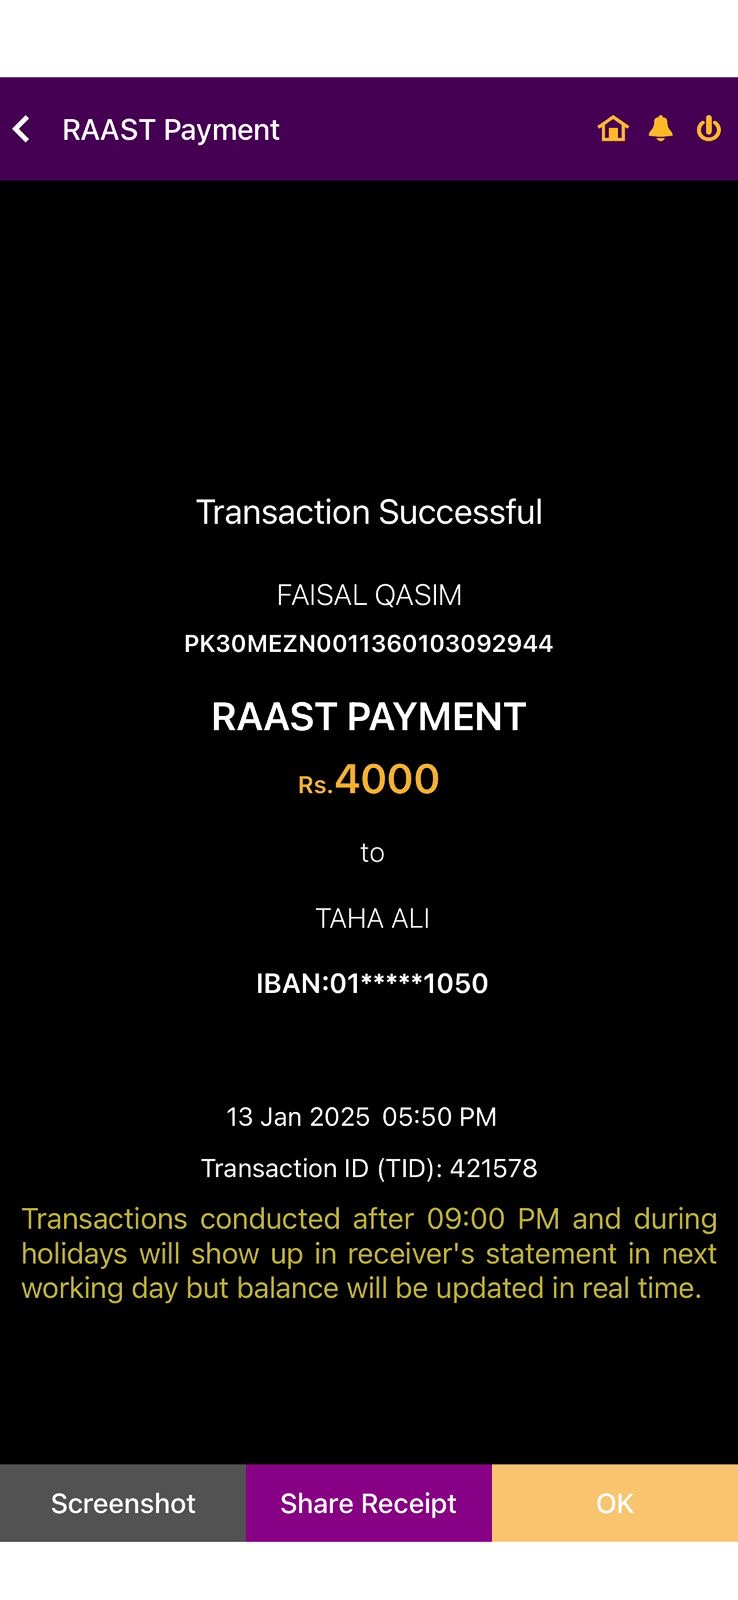 RAAST Payment
Transaction Successful
FAISAL QASIM
PK30MEZN0011360103092944
RAAST PAYMENT
Rs.4000
to
TAHA ALI
IBAN:01*****1050
13 Jan 2025 05:50 PM
Transaction ID (TID): 421578
Transactions conducted after 09:00 PM and during
holidays will show up in receiver's statement in next
working day but balance will be updated in real time.
Screenshot
Share Receipt
OK